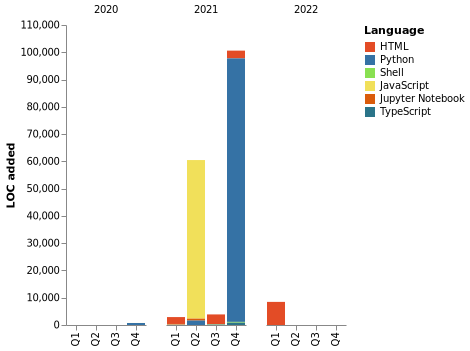 2020 2021 2022
Language
HTML
Python
Shell
JavaScript
Jupyter Notebook
TypeScript
LOC added
110,000
100,000
90,000
80,000
70,000
60,000
50,000
40,000
30,000
20,000
10,000
0
Q1 Q2 Q3 Q4 Q1 Q2 Q3 Q4 Q1 Q2 Q3 Q4